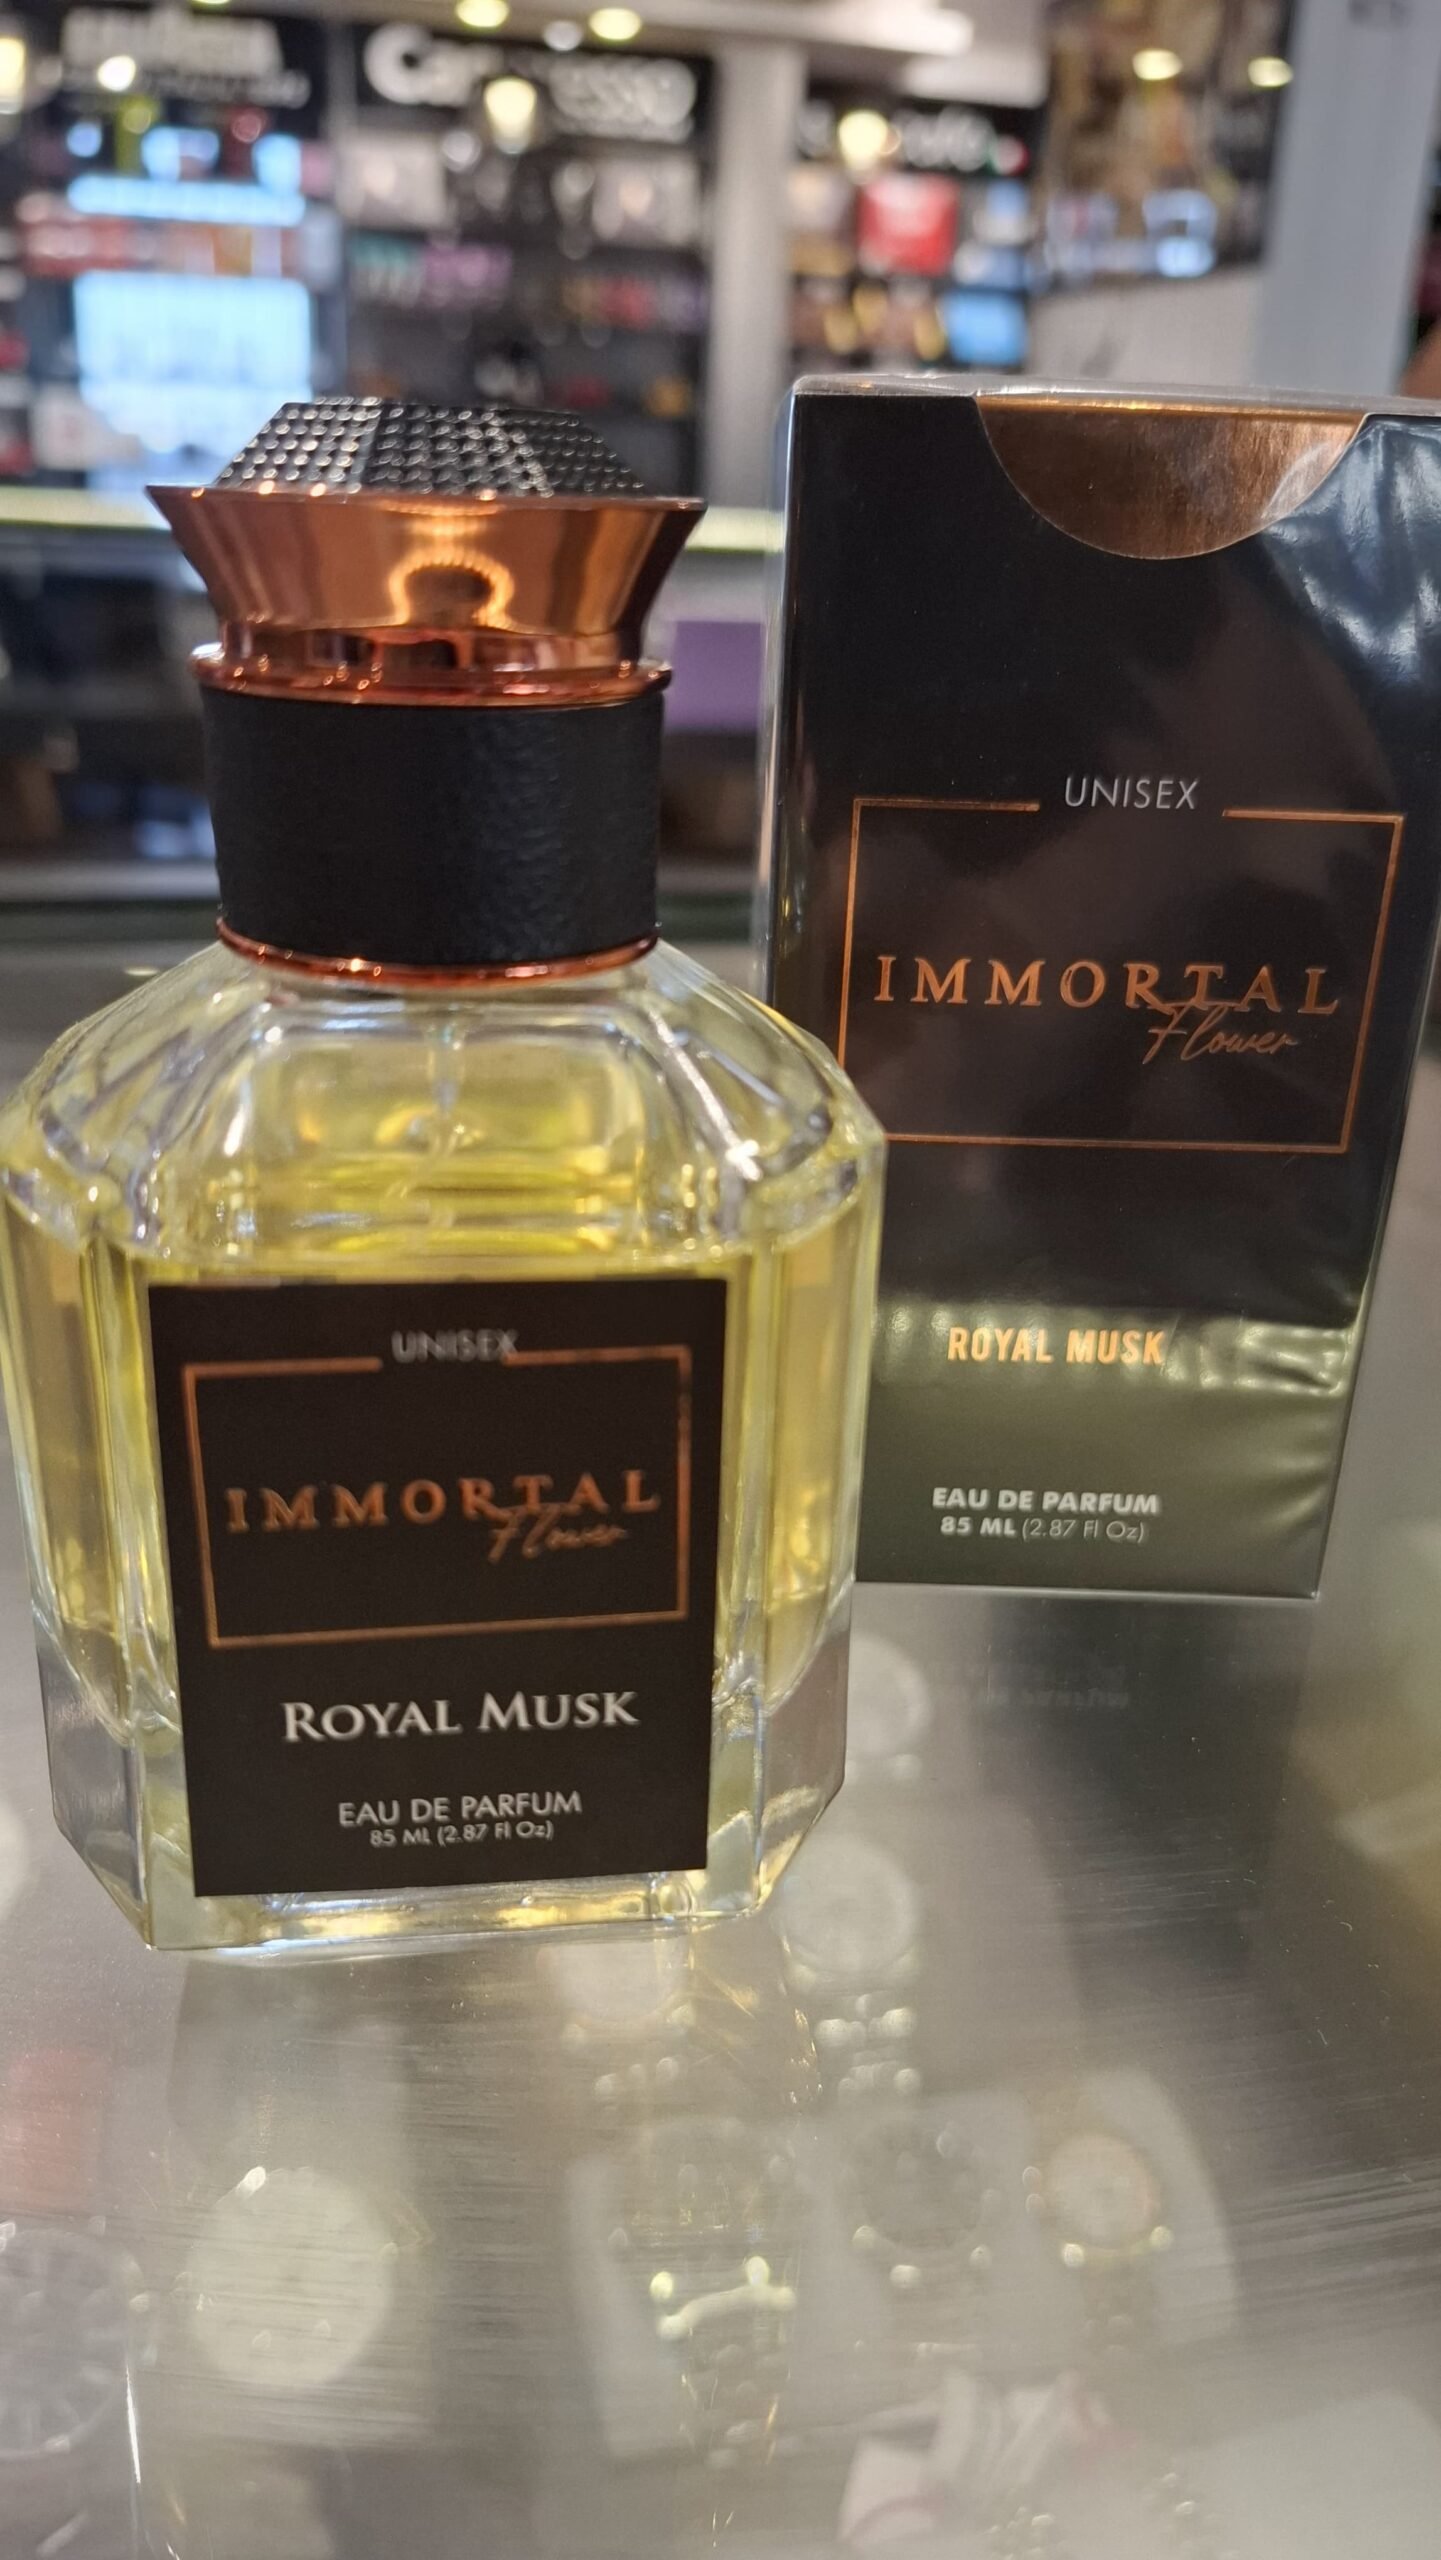 UNISEX
IMMORTAL
Flower
ROYAL MUSK
EAU DE PARFUM
85 ML (2.87 Fl Oz)
UNISEX
IMMORTAL
Flower
ROYAL MUSK
EAU DE PARFUM
85 ML (2.87 Fl Oz)